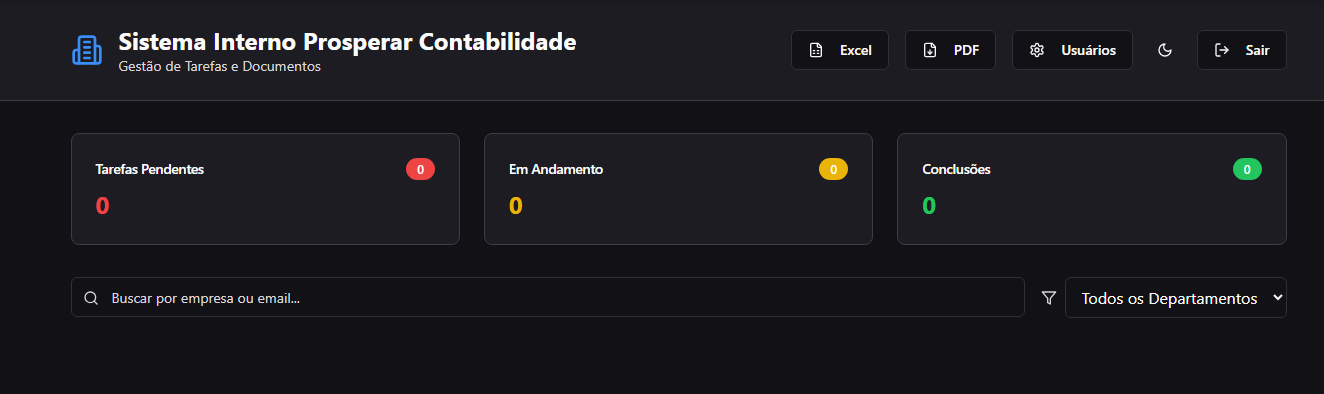 Sistema Interno Prosperar Contabilidade
Gestão de Tarefas e Documentos
Excel
PDF
Usuários
Sair
Tarefas Pendentes
0
0
Em Andamento
0
0
Conclusões
0
0
Buscar por empresa ou email...
Todos os Departamentos